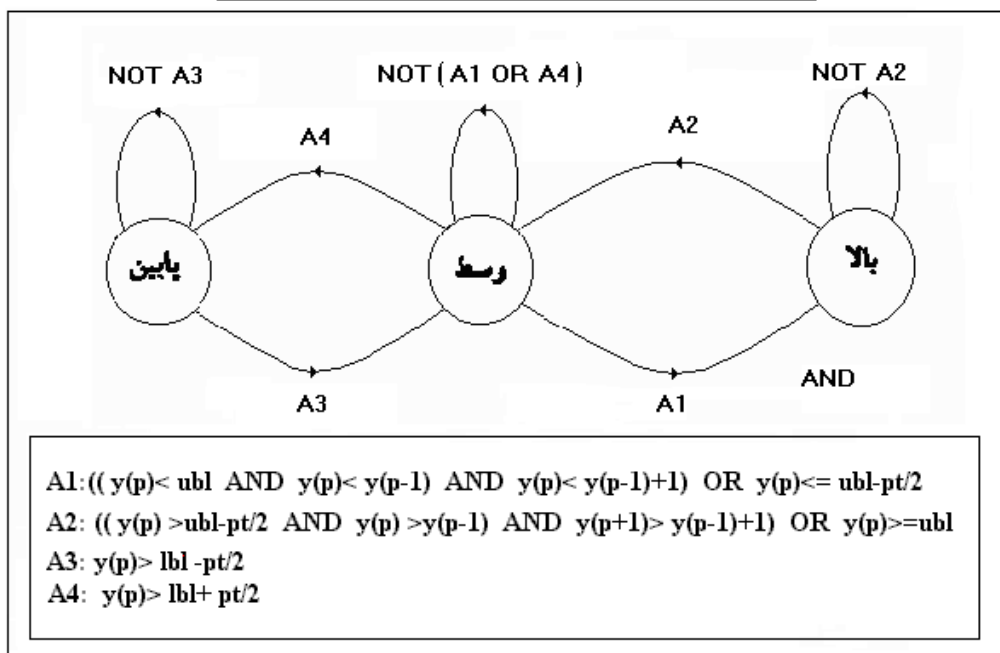 NOT A3
NOT(A1 OR A4)
NOT A2
A4
A2
پایین
وسط
بالا
AND
A3
A1
A1:(( y(p)< ubl AND y(p)< y(p-1) AND y(p)< y(p-1)+1) OR y(p)<= ubl-pt/2
A2: (( y(p) >ubl-pt/2 AND y(p) >y(p-1) AND y(p+1)> y(p-1)+1) OR y(p)>=ubl
A3: y(p)> lbl -pt/2
A4: y(p)> lbl+ pt/2